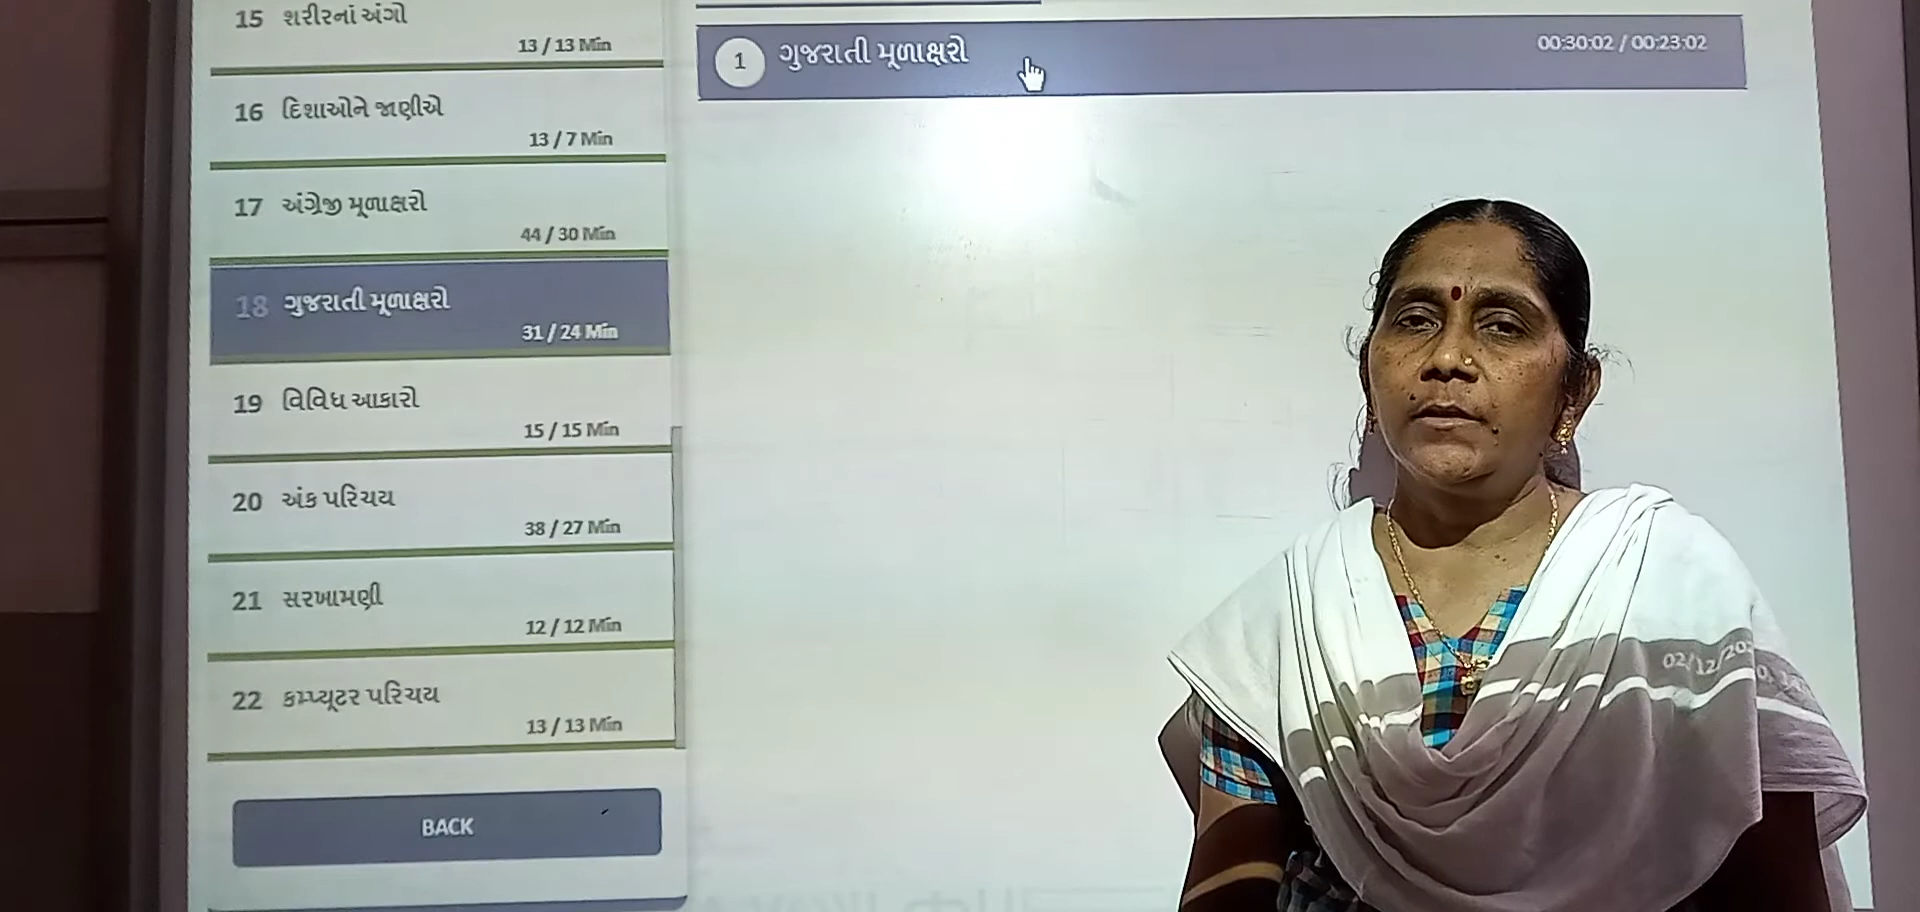 15 શરીરનાં અંગો
13 / 13 Min
16 દિશાઓને જાણીએ
13 / 7 Min
17 અંગ્રેજી મૂળાક્ષરો
44 / 30 Min
18 ગુજરાતી મૂળાક્ષરો
31 / 24 Min
19 વિવિધ આકારો
15 / 15 Min
20 અંક પરિચય
38 / 27 Min
21 સરખામણી
12 / 12 Min
22 કમ્પ્યૂટર પરિચય
13 / 13 Min
BACK
1 ગુજરાતી મૂળાક્ષરો
00:30:02 / 00:23:02